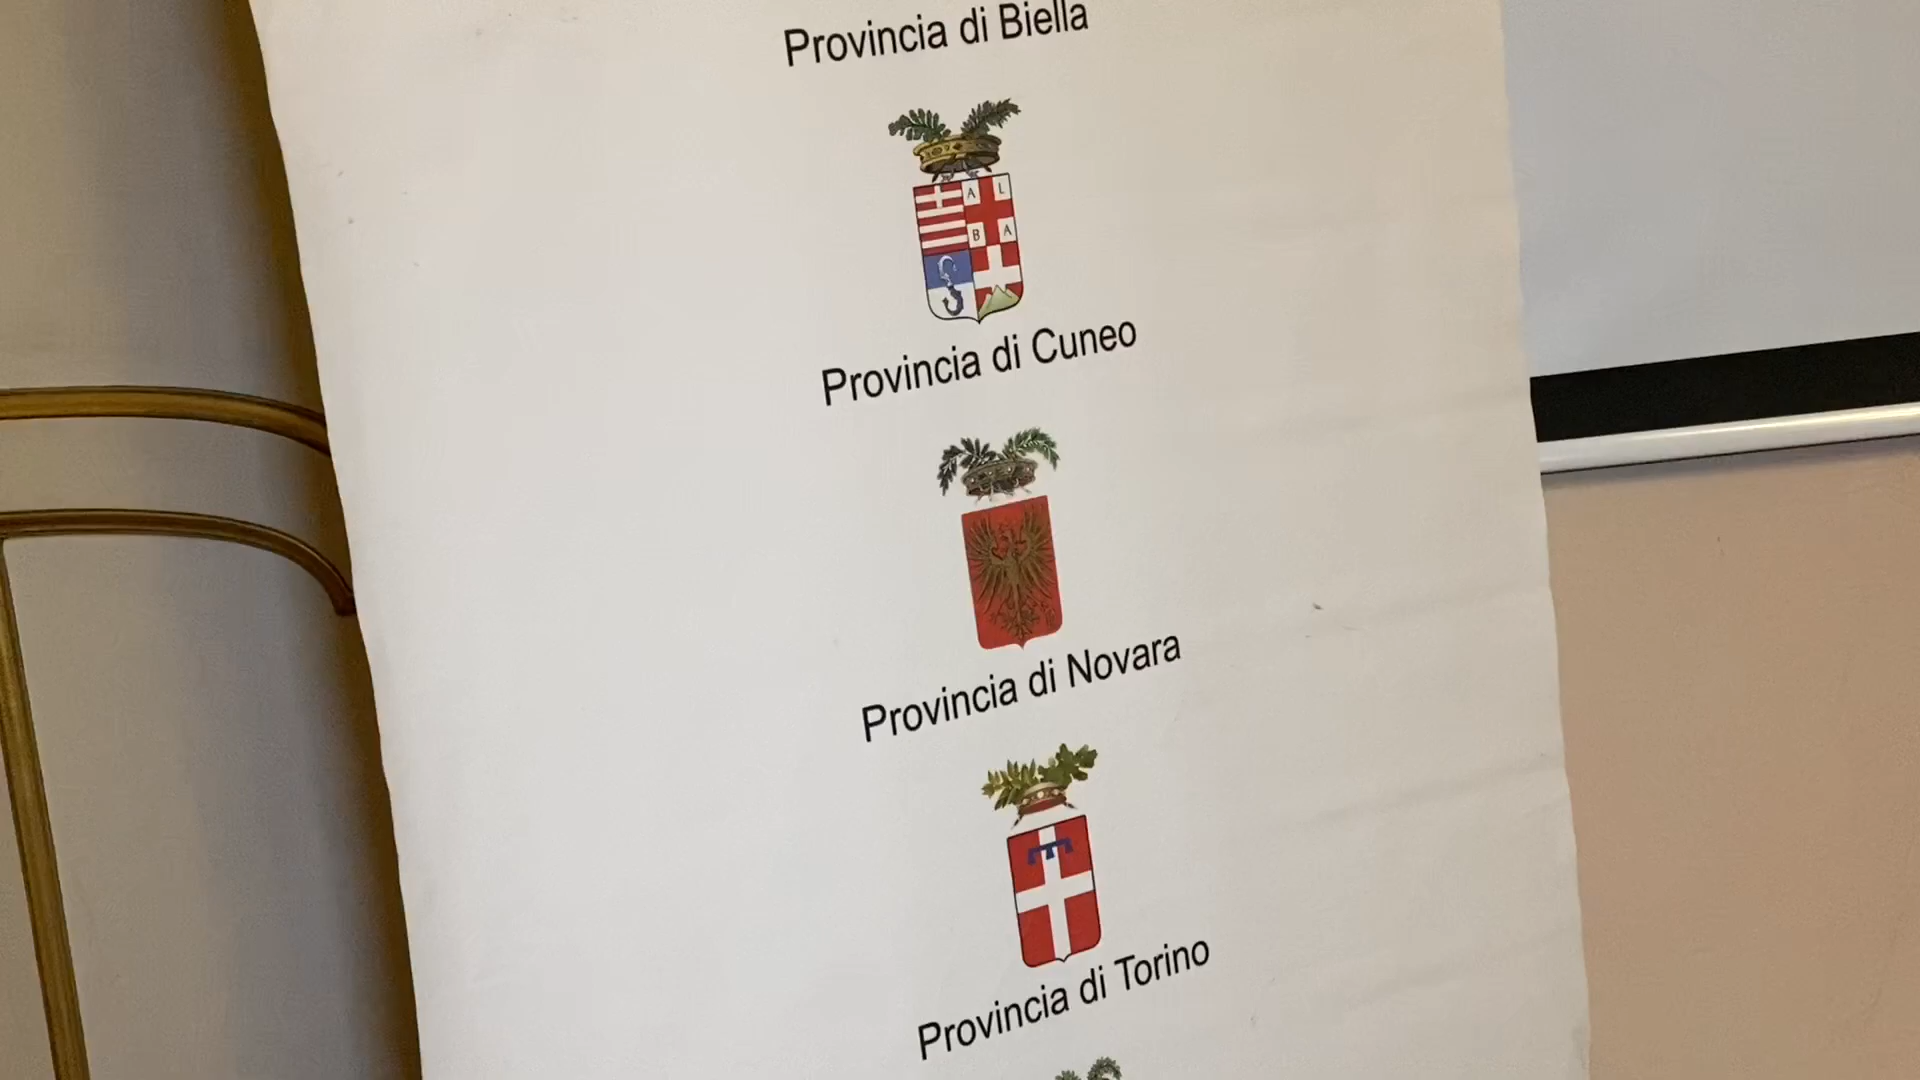 Provincia di Biella
A L
B A
Provincia di Cuneo
Provincia di Novara
Provincia di Torino